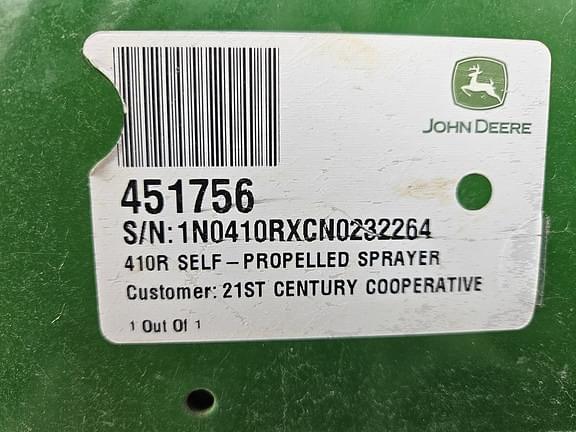 JOHN DEERE
451756
S/N: 1N0410RXCN0232264
410R SELF-PROPELLED SPRAYER
Customer: 21ST CENTURY COOPERATIVE
1 Out Of 1